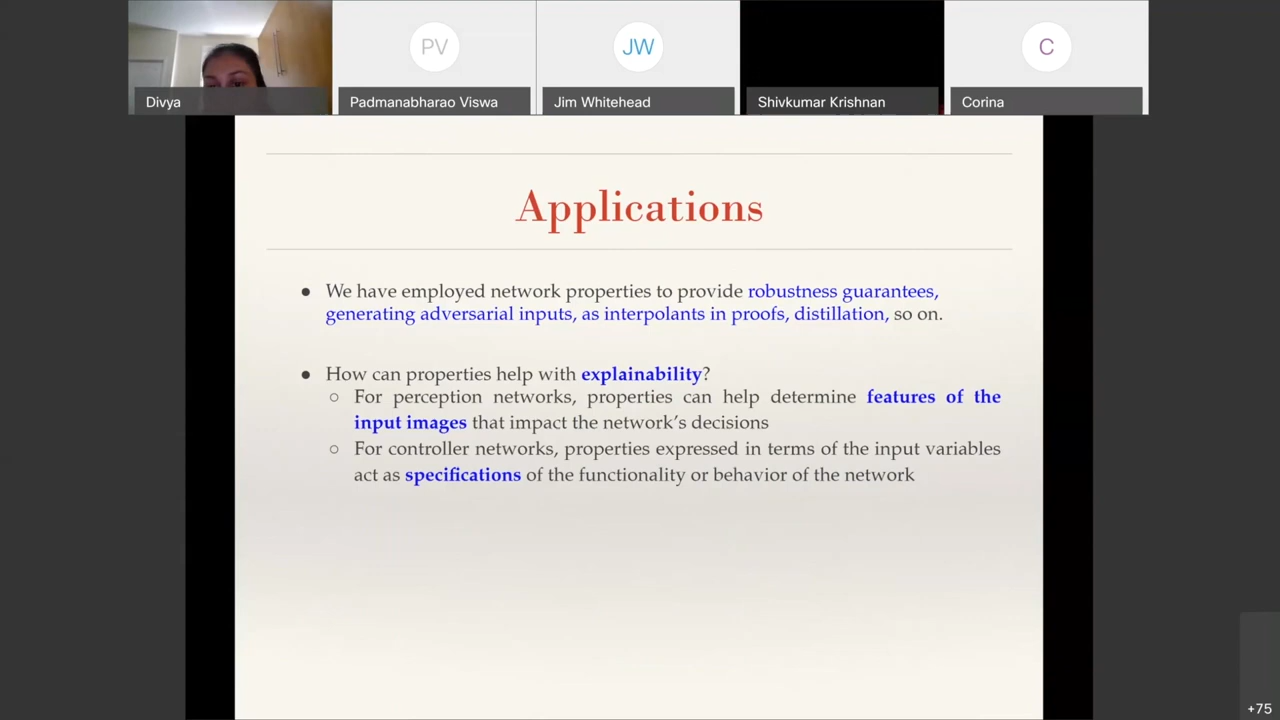 PV
JW
C
Divya
Padmanabharao Viswa
Jim Whitehead
Shivkumar Krishnan
Corina
Applications
● We have employed network properties to provide robustness guarantees,
generating adversarial inputs, as interpolants in proofs, distillation, so on.
● How can properties help with explainability?
○ For perception networks, properties can help determine features of the
input images that impact the network's decisions
○ For controller networks, properties expressed in terms of the input variables
act as specifications of the functionality or behavior of the network
+75